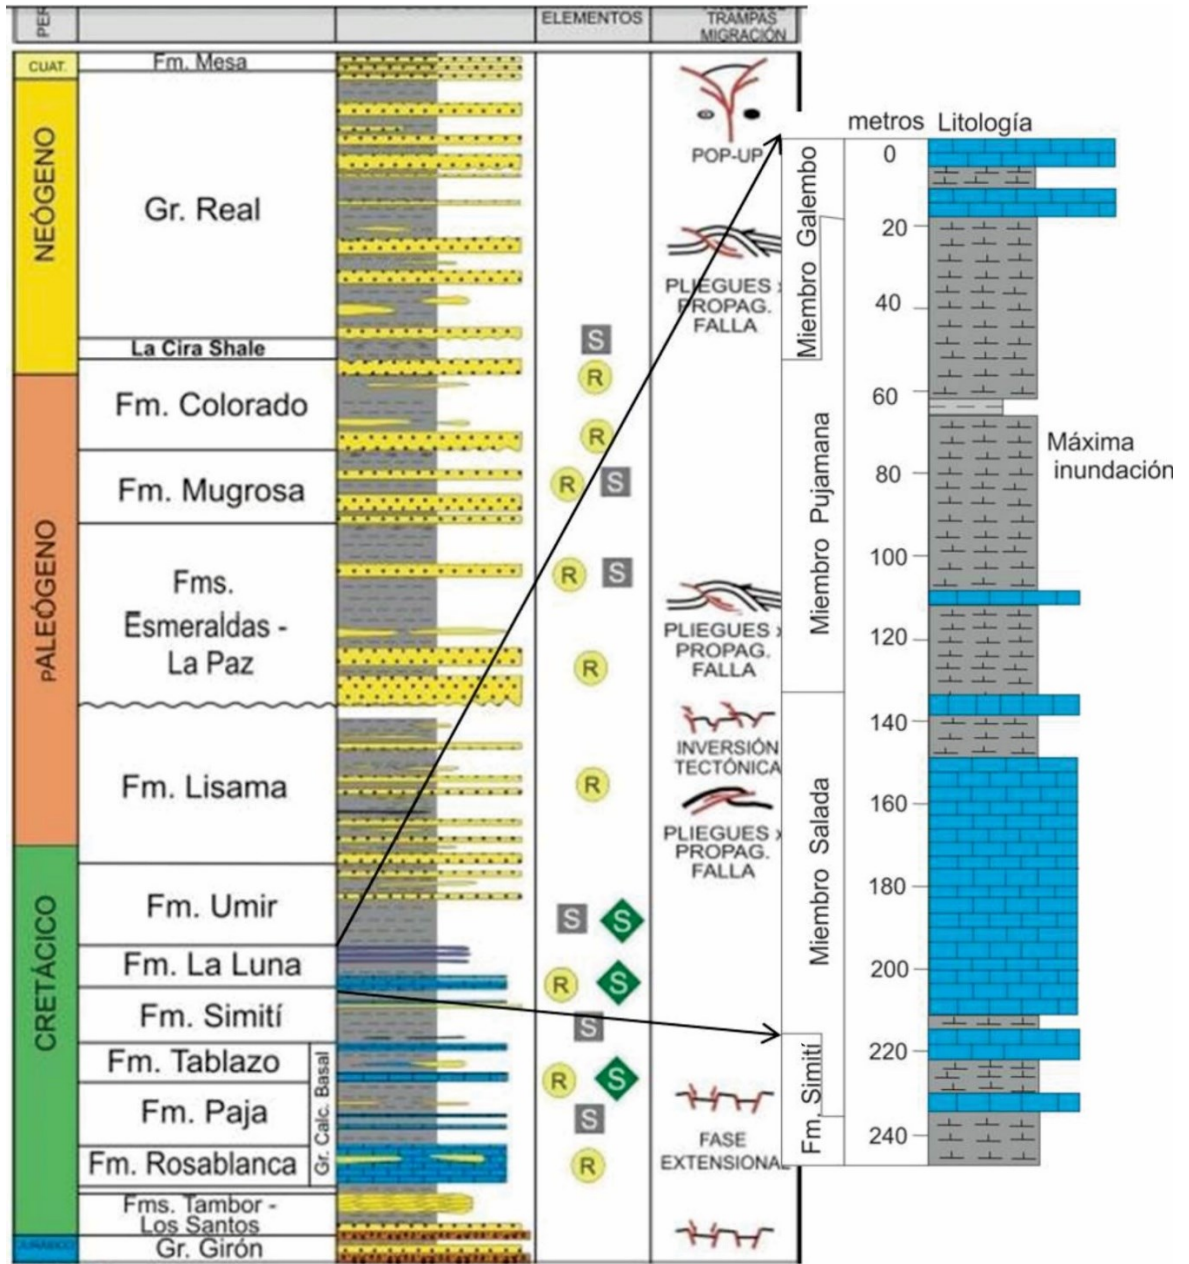 PER
ELEMENTOS
TRAMPAS
MIGRACIÓN
CUAT.
NEÓGENO
PALEÓGENO
CRETÁCICO
Fm. Mesa
Gr. Real
La Cira Shale
Fm. Colorado
Fm. Mugrosa
Fms.
Esmeraldas -
La Paz
Fm. Lisama
Fm. Umir
Fm. La Luna
Fm. Simití
Fm. Tablazo
Fm. Paja
Fm. Rosablanca
Gr. Calc. Basal
Fms. Tambor -
Los Santos
Gr. Girón
S
R
R
R S
R S
R
R
S S
R S
S
R S
S
R
POP-UP
PLIEGUES x
PROPAG.
FALLA
PLIEGUES x
PROPAG.
FALLA
INVERSIÓN
TECTÓNICA
PLIEGUES x
PROPAG.
FALLA
FASE
EXTENSIONAL
metros Litología
Miembro Galembo
Miembro Pujamana
Miembro Salada
Fm. Simití
0
20
40
60
80
100
120
140
160
180
200
220
240
Máxima
inundación